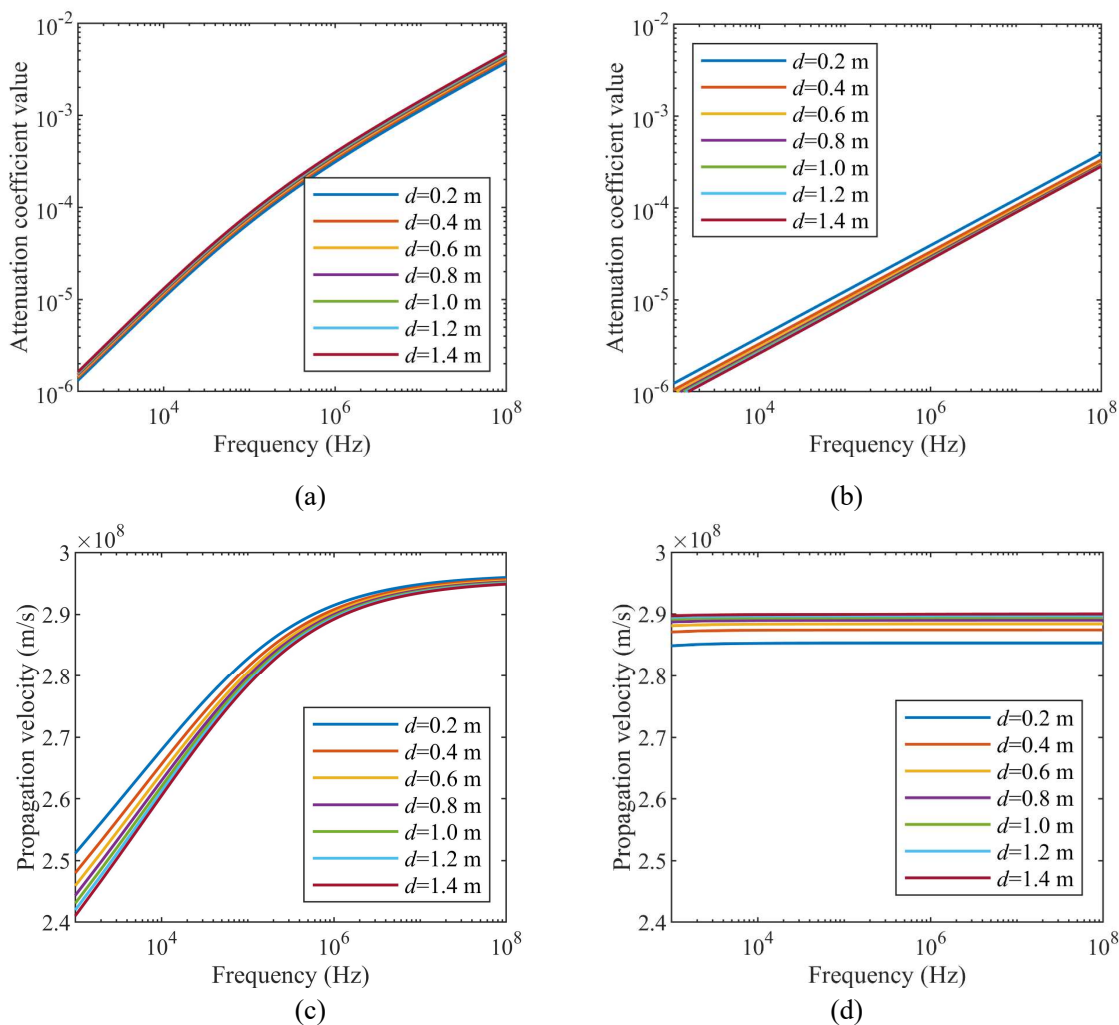 10^-2
10^-3
10^-4
10^-5
10^-6
Attenuation coefficient value
d=0.2 m
d=0.4 m
d=0.6 m
d=0.8 m
d=1.0 m
d=1.2 m
d=1.4 m
10^4
10^6
10^8
Frequency (Hz)
(a)
10^-2
10^-3
10^-4
10^-5
10^-6
Attenuation coefficient value
d=0.2 m
d=0.4 m
d=0.6 m
d=0.8 m
d=1.0 m
d=1.2 m
d=1.4 m
10^4
10^6
10^8
Frequency (Hz)
(b)
×10^8
3
2.9
2.8
2.7
2.6
2.5
2.4
Propagation velocity (m/s)
d=0.2 m
d=0.4 m
d=0.6 m
d=0.8 m
d=1.0 m
d=1.2 m
d=1.4 m
10^4
10^6
10^8
Frequency (Hz)
(c)
×10^8
3
2.9
2.8
2.7
2.6
2.5
2.4
Propagation velocity (m/s)
d=0.2 m
d=0.4 m
d=0.6 m
d=0.8 m
d=1.0 m
d=1.2 m
d=1.4 m
10^4
10^6
10^8
Frequency (Hz)
(d)